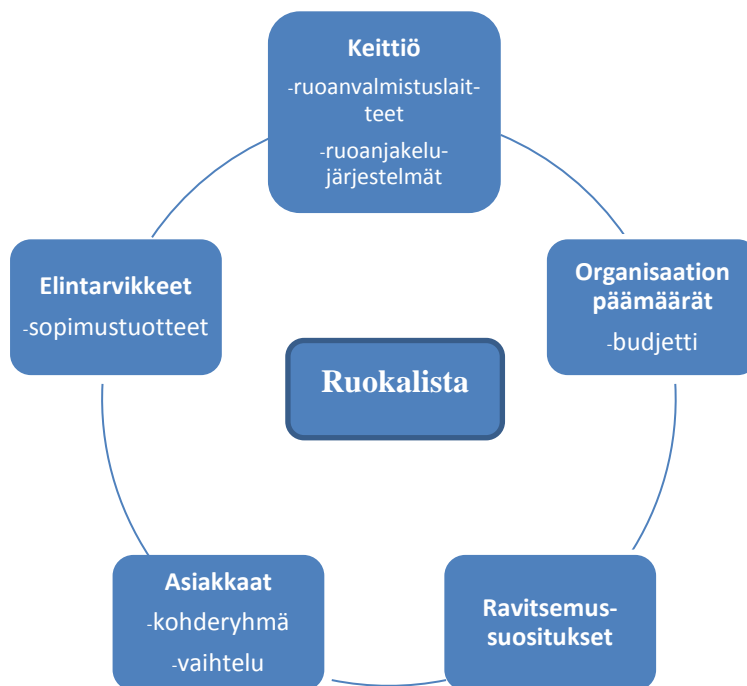 Keittiö
-ruoanvalmistuslait-
teet
-ruoanjakelu-
järjestelmät
Elintarvikkeet
-sopimustuotteet
Organisaation
päämäärät
-budjetti
Ruokalista
Asiakkaat
-kohderyhmä
-vaihtelu
Ravitsemus-
suositukset